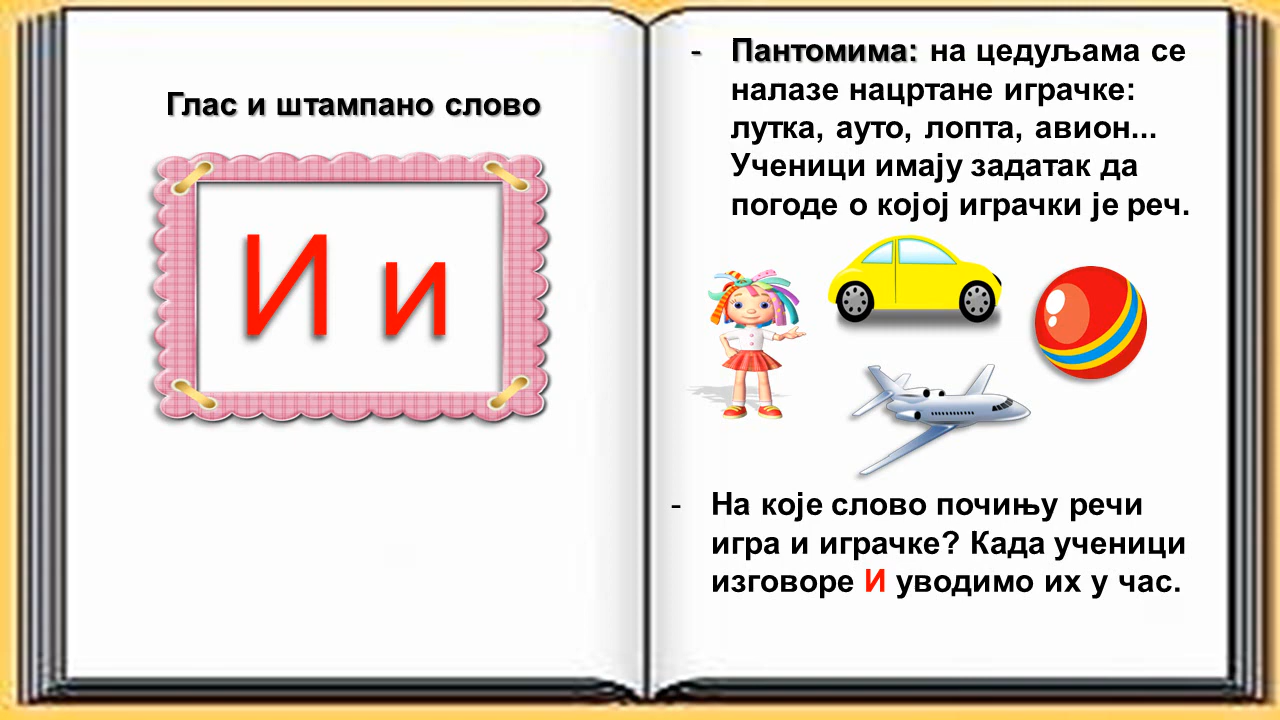 Глас и штампано слово
И и
- Пантомима: на цедуљама се
налазе нацртане играчке:
лутка, ауто, лопта, авион...
Ученици имају задатак да
погоде о којој играчки је реч.
- На које слово почињу речи
игра и играчке? Када ученици
изговоре И уводимо их у час.